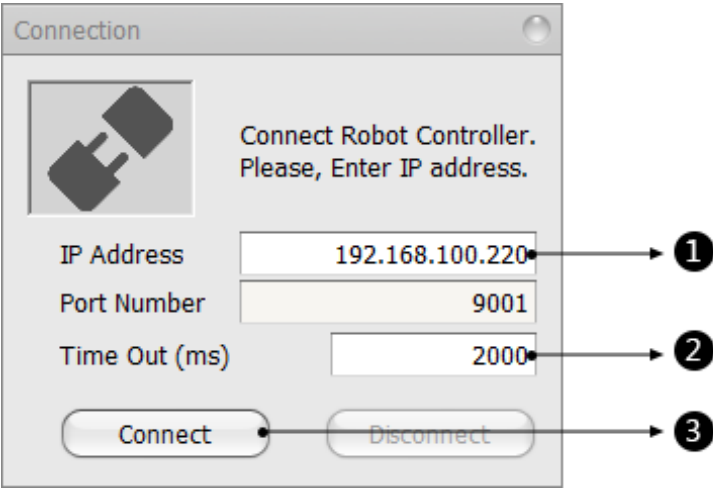 Connection
Connect Robot Controller.
Please, Enter IP address.
IP Address 192.168.100.220 1
Port Number 9001
Time Out (ms) 2000 2
Connect Disconnect 3